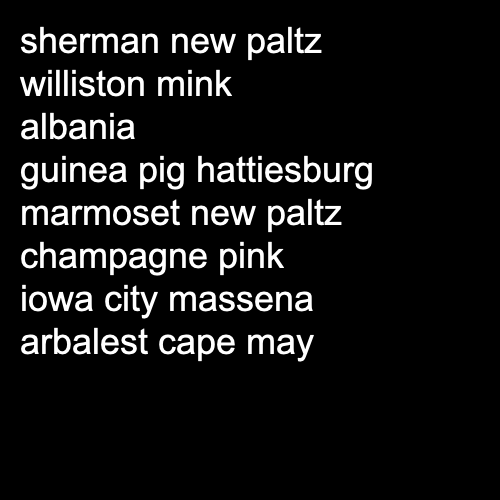 sherman new paltz
williston mink
albania
guinea pig hattiesburg
marmoset new paltz
champagne pink
iowa city massena
arbalest cape may